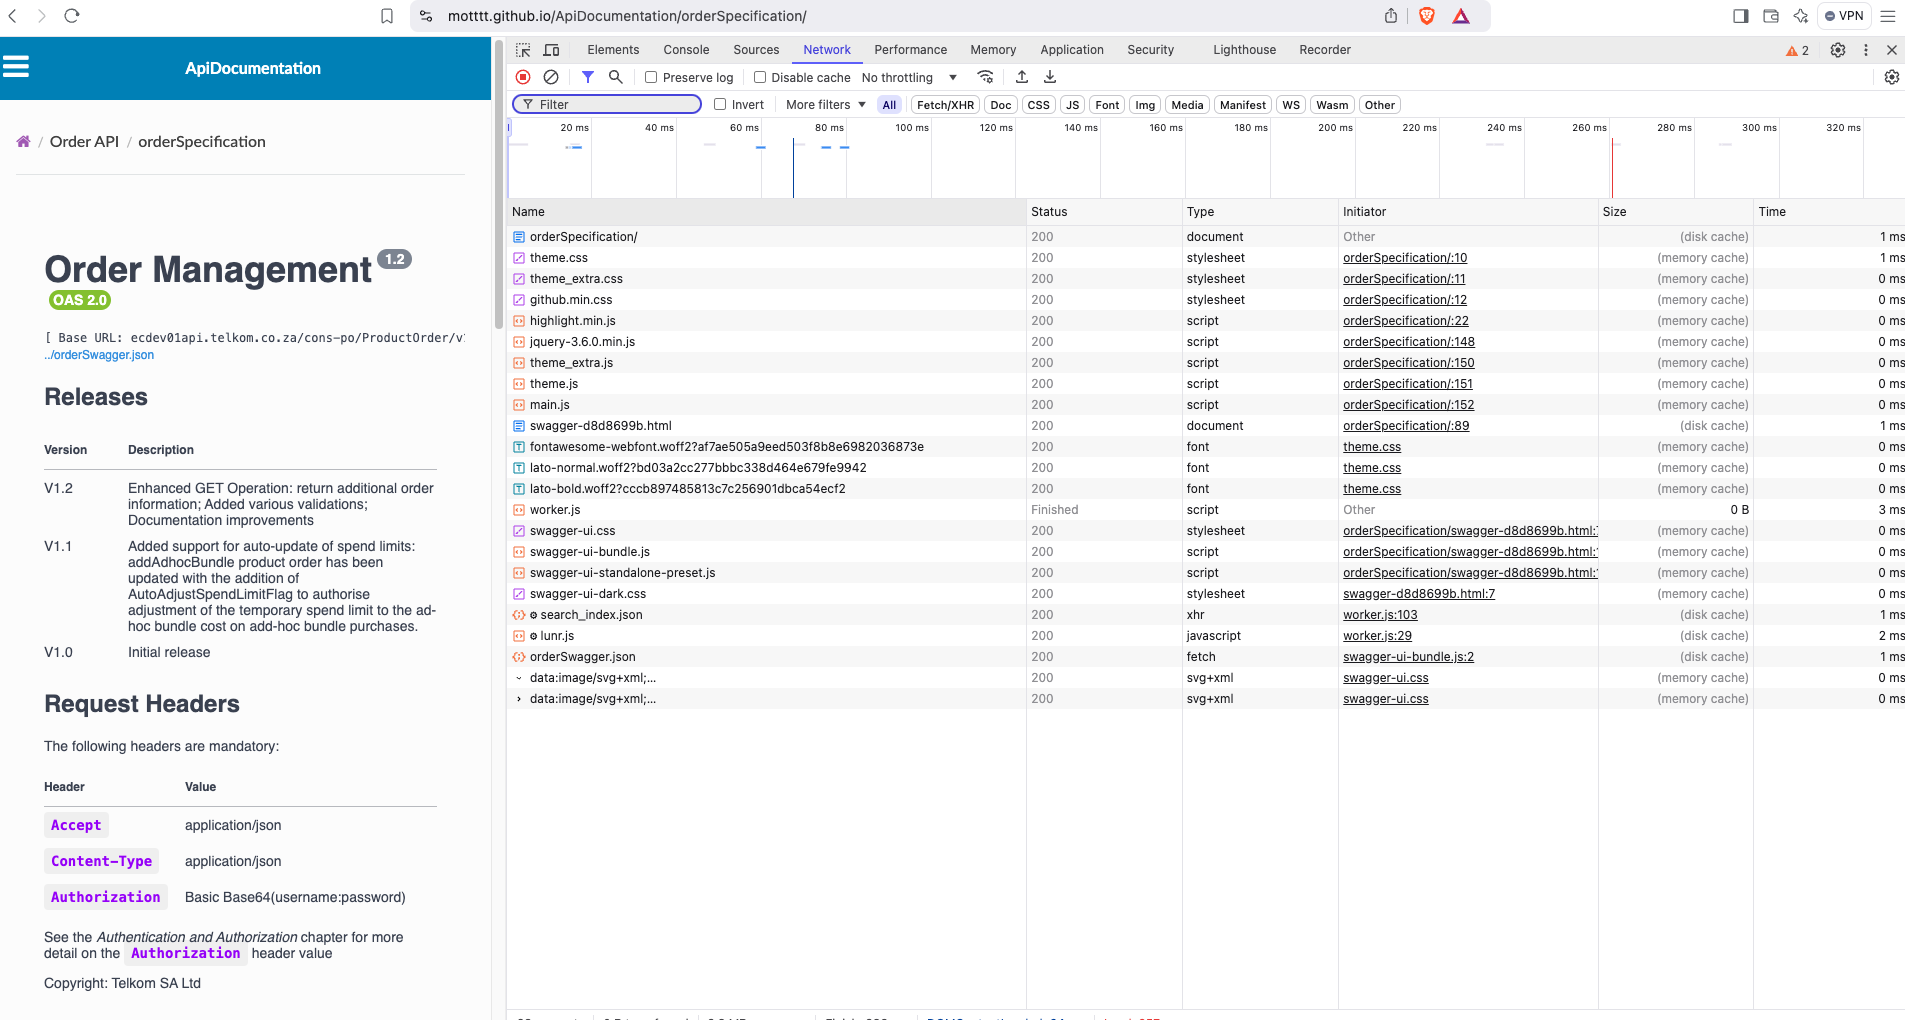 motttt.github.io/ApiDocumentation/orderSpecification/
VPN
ApiDocumentation
/ Order API / orderSpecification
Order Management 1.2
OAS 2.0
[ Base URL: ecdev01api.telkom.co.za/cons-po/ProductOrder/v
../orderSwagger.json
Releases
Version Description
V1.2 Enhanced GET Operation: return additional order
information; Added various validations;
Documentation improvements
V1.1 Added support for auto-update of spend limits:
addAdhocBundle product order has been
updated with the addition of
AutoAdjustSpendLimitFlag to authorise
adjustment of the temporary spend limit to the ad-
hoc bundle cost on add-hoc bundle purchases.
V1.0 Initial release
Request Headers
The following headers are mandatory:
Header Value
Accept application/json
Content-Type application/json
Authorization Basic Base64(username:password)
See the Authentication and Authorization chapter for more
detail on the Authorization header value
Copyright: Telkom SA Ltd
Elements Console Sources Network Performance Memory Application Security Lighthouse Recorder 2
Preserve log Disable cache No throttling
Filter Invert More filters All Fetch/XHR Doc CSS JS Font Img Media Manifest WS Wasm Other
20 ms 40 ms 60 ms 80 ms 100 ms 120 ms 140 ms 160 ms 180 ms 200 ms 220 ms 240 ms 260 ms 280 ms 300 ms 320 ms
Name Status Type Initiator Size Time
orderSpecification/ 200 document Other (disk cache) 1 ms
theme.css 200 stylesheet orderSpecification/:10 (memory cache) 1 ms
theme_extra.css 200 stylesheet orderSpecification/:11 (memory cache) 0 ms
github.min.css 200 stylesheet orderSpecification/:12 (memory cache) 0 ms
highlight.min.js 200 script orderSpecification/:22 (memory cache) 0 ms
jquery-3.6.0.min.js 200 script orderSpecification/:148 (memory cache) 0 ms
theme_extra.js 200 script orderSpecification/:150 (memory cache) 0 ms
theme.js 200 script orderSpecification/:151 (memory cache) 0 ms
main.js 200 script orderSpecification/:152 (memory cache) 0 ms
swagger-d8d8699b.html 200 document orderSpecification/:89 (disk cache) 1 ms
fontawesome-webfont.woff2?af7ae505a9eed503f8b8e6982036873e 200 font theme.css (memory cache) 0 ms
lato-normal.woff2?bd03a2cc277bbbc338d464e679fe9942 200 font theme.css (memory cache) 0 ms
lato-bold.woff2?cccb897485813c7c256901dbca54ecf2 200 font theme.css (memory cache) 0 ms
worker.js Finished script Other 0 B 3 ms
swagger-ui.css 200 stylesheet orderSpecification/swagger-d8d8699b.html: (memory cache) 0 ms
swagger-ui-bundle.js 200 script orderSpecification/swagger-d8d8699b.html: (memory cache) 0 ms
swagger-ui-standalone-preset.js 200 script orderSpecification/swagger-d8d8699b.html: (memory cache) 0 ms
swagger-ui-dark.css 200 stylesheet swagger-d8d8699b.html:7 (memory cache) 0 ms
search_index.json 200 xhr worker.js:103 (disk cache) 1 ms
lunr.js 200 javascript worker.js:29 (disk cache) 2 ms
orderSwagger.json 200 fetch swagger-ui-bundle.js:2 (disk cache) 1 ms
data:image/svg+xml;... 200 svg+xml swagger-ui.css (memory cache) 0 ms
data:image/svg+xml;... 200 svg+xml swagger-ui.css (memory cache) 0 ms